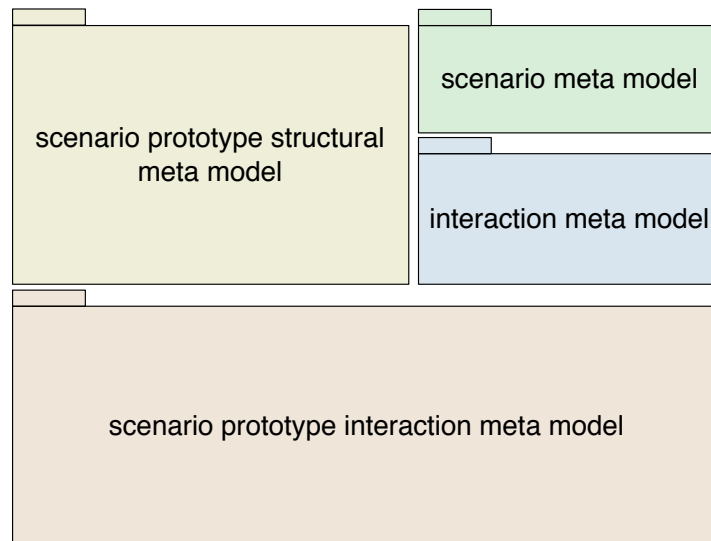 scenario prototype structural
meta model
scenario meta model
interaction meta model
scenario prototype interaction meta model